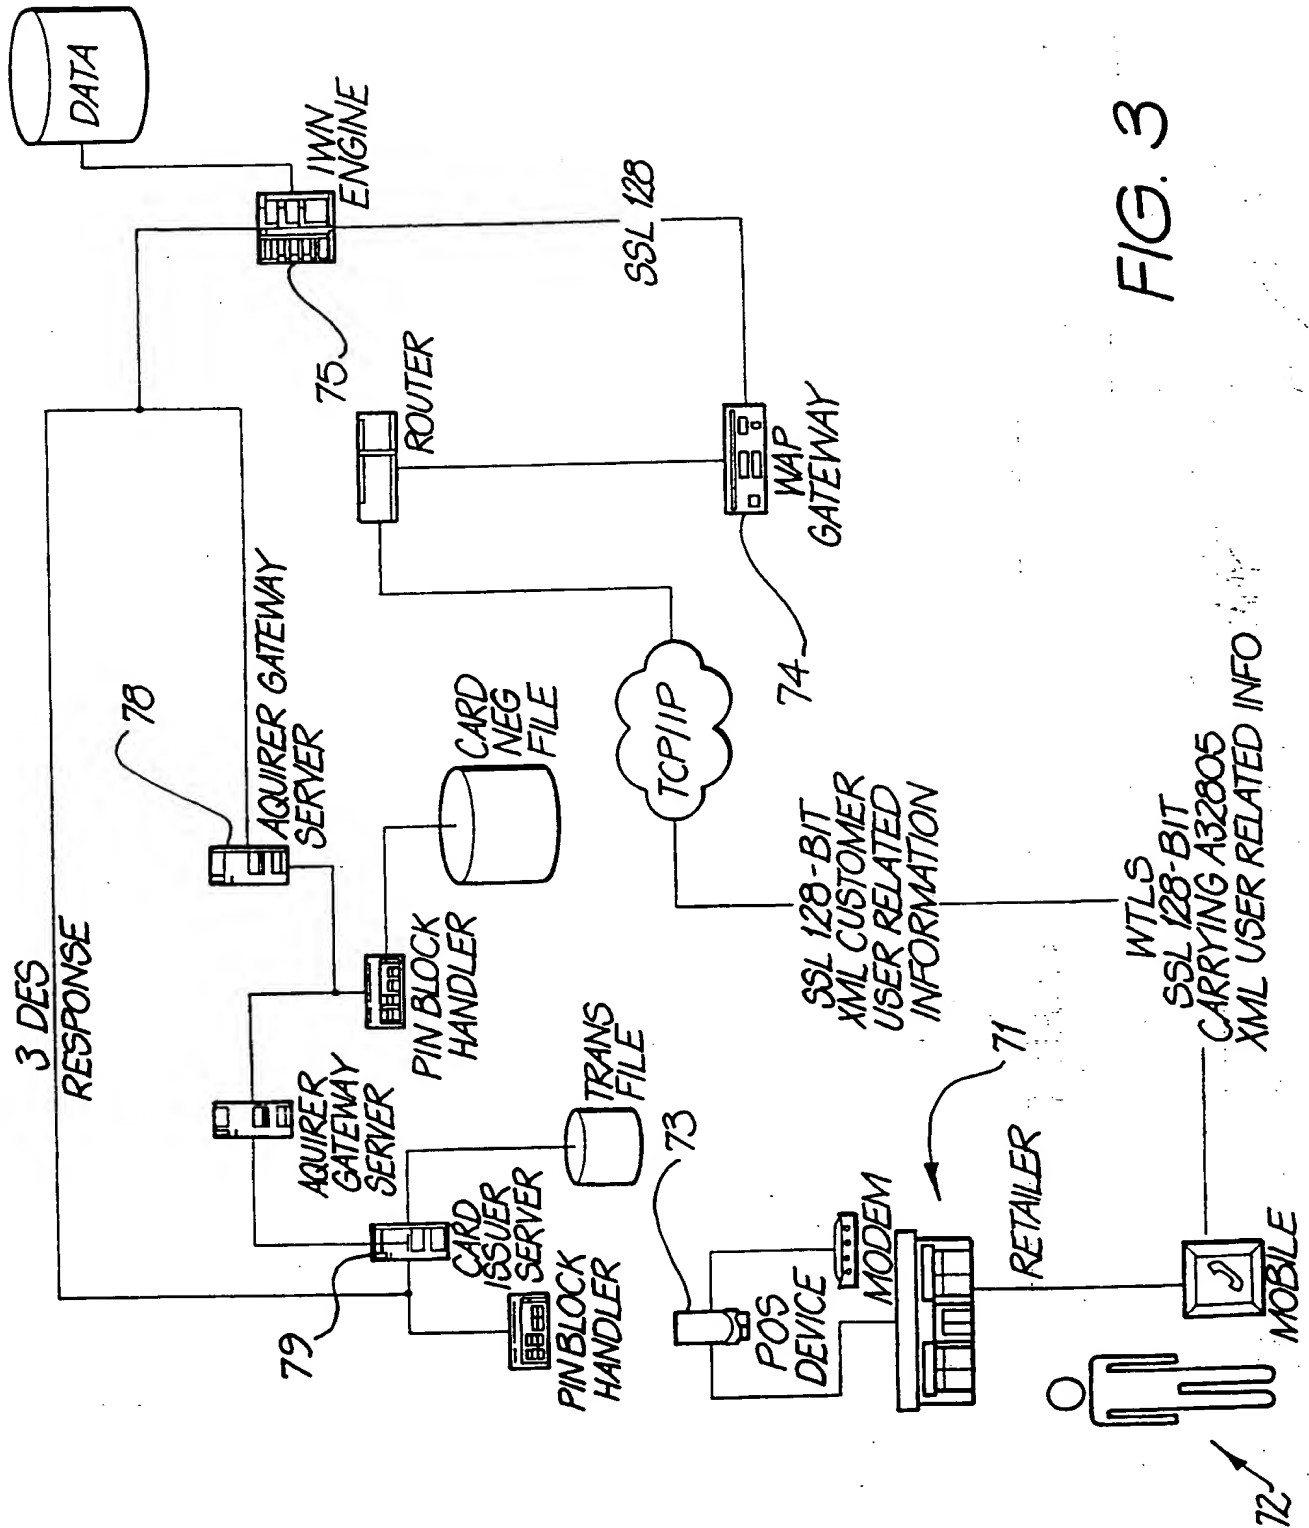 3 DES
RESPONSE
DATA
IWN
ENGINE
75
78
AQUIRER GATEWAY
SERVER
ROUTER
AQUIRER
GATEWAY
SERVER
PIN BLOCK
HANDLER
CARD
NEG
FILE
SSL 128
79
CARD
ISSUER
SERVER
TRANS
FILE
PIN BLOCK
HANDLER
TCP/IP
WAP
GATEWAY
74
73
POS
DEVICE
MODEM
SSL 128-BIT
XML CUSTOMER
USER RELATED
INFORMATION
71
RETAILER
WTLS
SSL 128-BIT
CARRYING A32805
XML USER RELATED INFO
MOBILE
72
FIG. 3